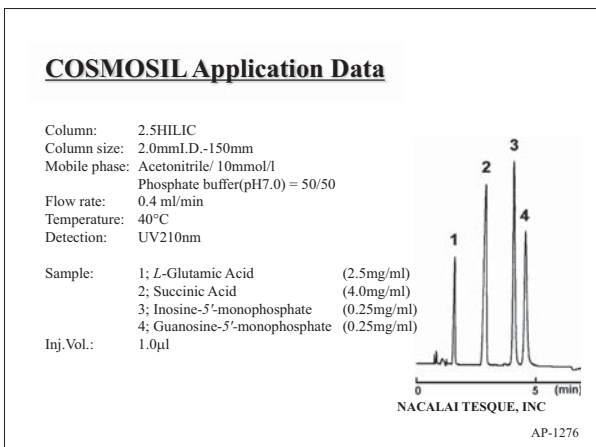 COSMOSIL Application Data
Column: 2.5HILIC
Column size: 2.0mmI.D.-150mm
Mobile phase: Acetonitrile/ 10mmol/l
Phosphate buffer(pH7.0) = 50/50
Flow rate: 0.4 ml/min
Temperature: 40°C
Detection: UV210nm
Sample: 1; L-Glutamic Acid (2.5mg/ml)
2; Succinic Acid (4.0mg/ml)
3; Inosine-5'-monophosphate (0.25mg/ml)
4; Guanosine-5'-monophosphate (0.25mg/ml)
Inj.Vol.: 1.0µl
1
2
3
4
0 5 (min)
NACALAI TESQUE, INC
AP-1276